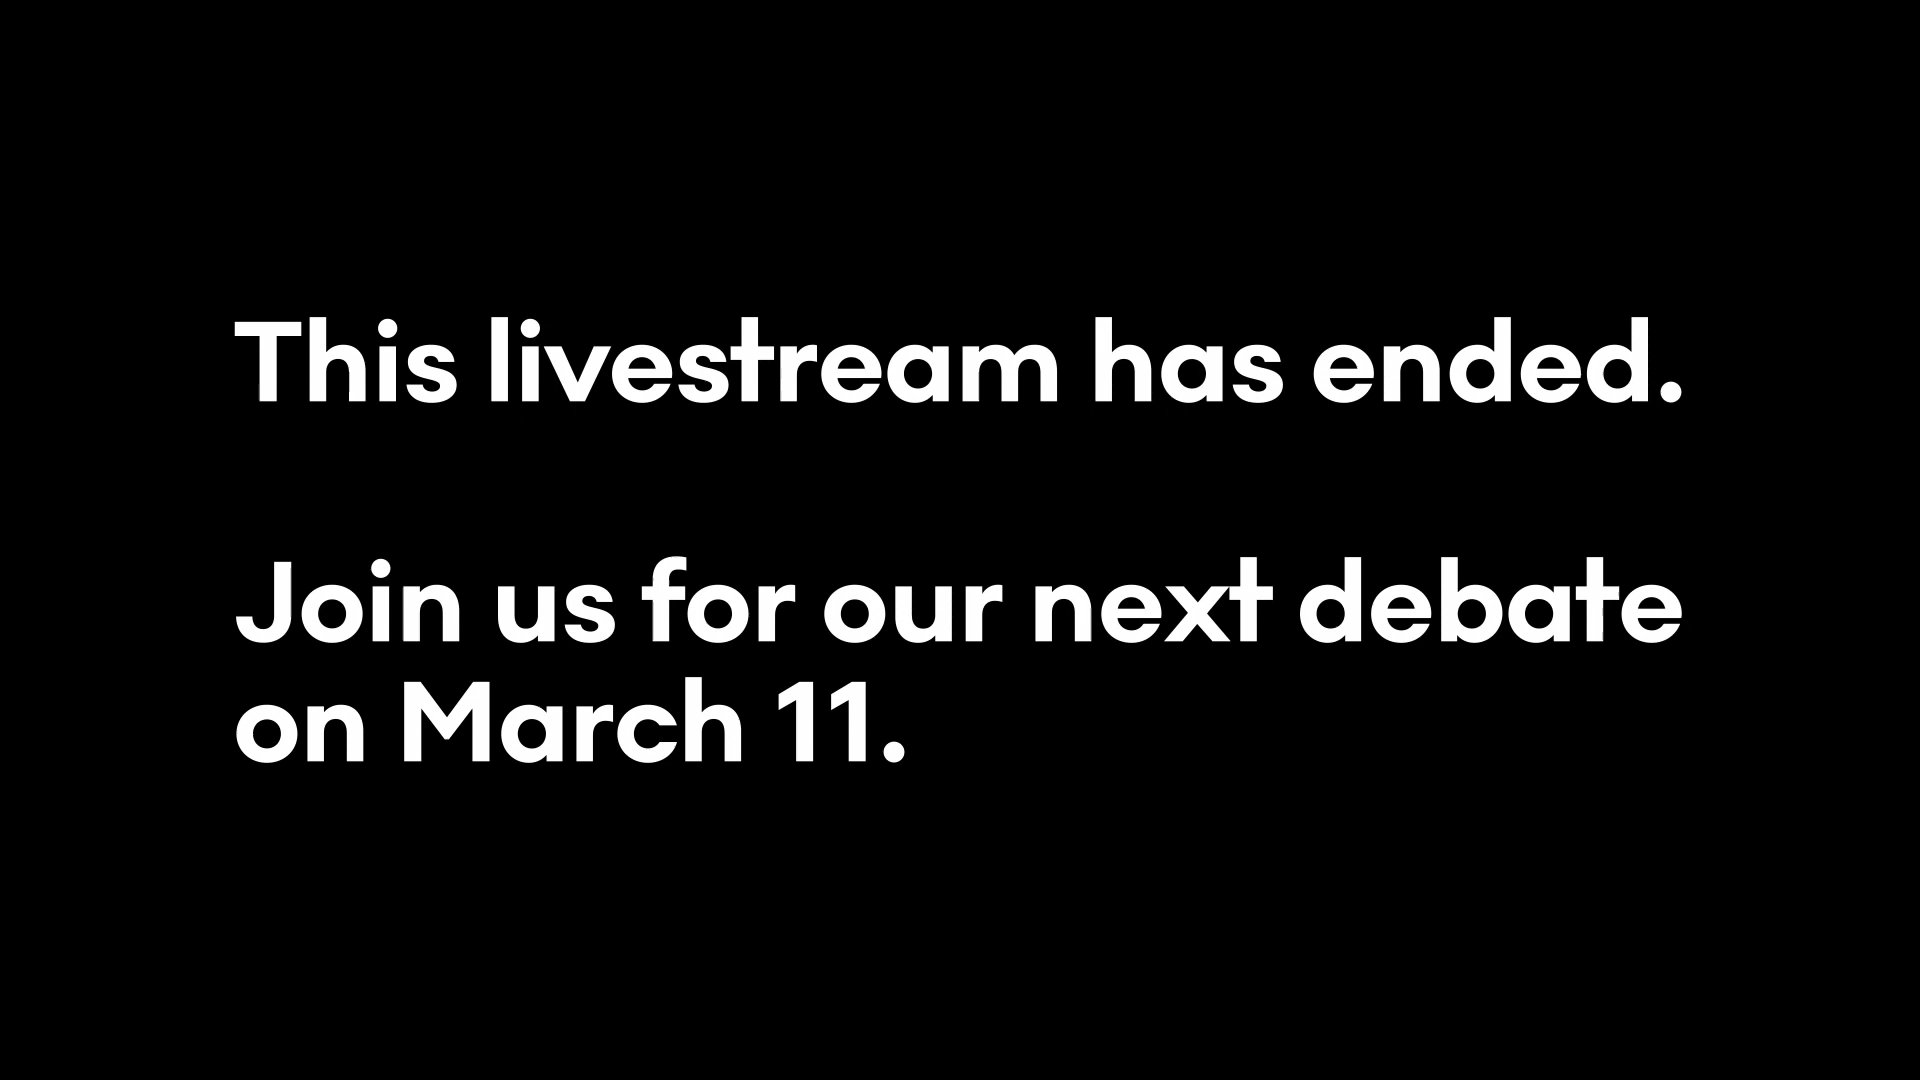 This livestream has ended.
Join us for our next debate
on March 11.